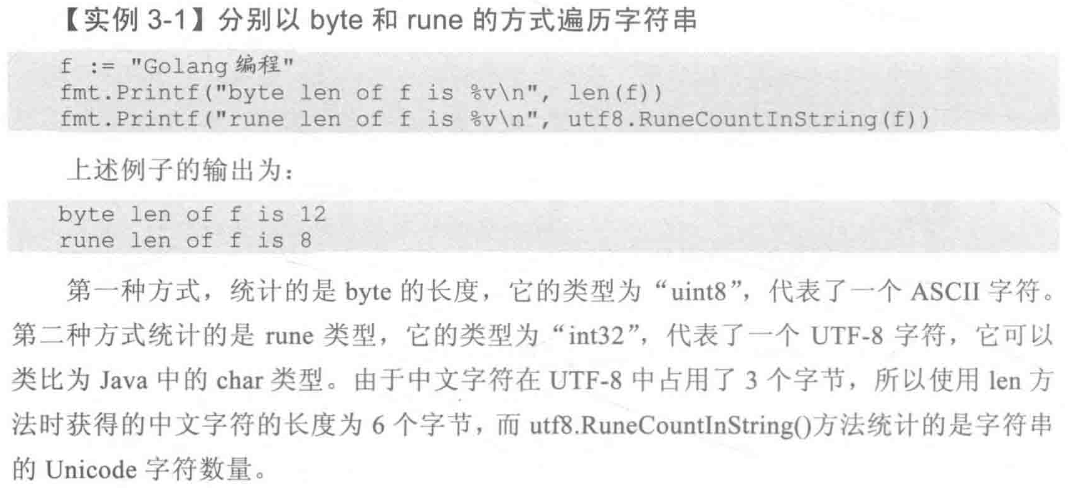 【实例 3-1】分别以 byte 和 rune 的方式遍历字符串
f := "Golang 编程"
fmt.Printf("byte len of f is %v\n", len(f))
fmt.Printf("rune len of f is %v\n", utf8.RuneCountInString(f))
上述例子的输出为：
byte len of f is 12
rune len of f is 8
第一种方式，统计的是 byte 的长度，它的类型为“uint8”，代表了一个 ASCII 字符。
第二种方式统计的是 rune 类型，它的类型为“int32”，代表了一个 UTF-8 字符，它可以
类比为 Java 中的 char 类型。由于中文字符在 UTF-8 中占用了 3 个字节，所以使用 len 方
法时获得的中文字符的长度为 6 个字节，而 utf8.RuneCountInString()方法统计的是字符串
的 Unicode 字符数量。